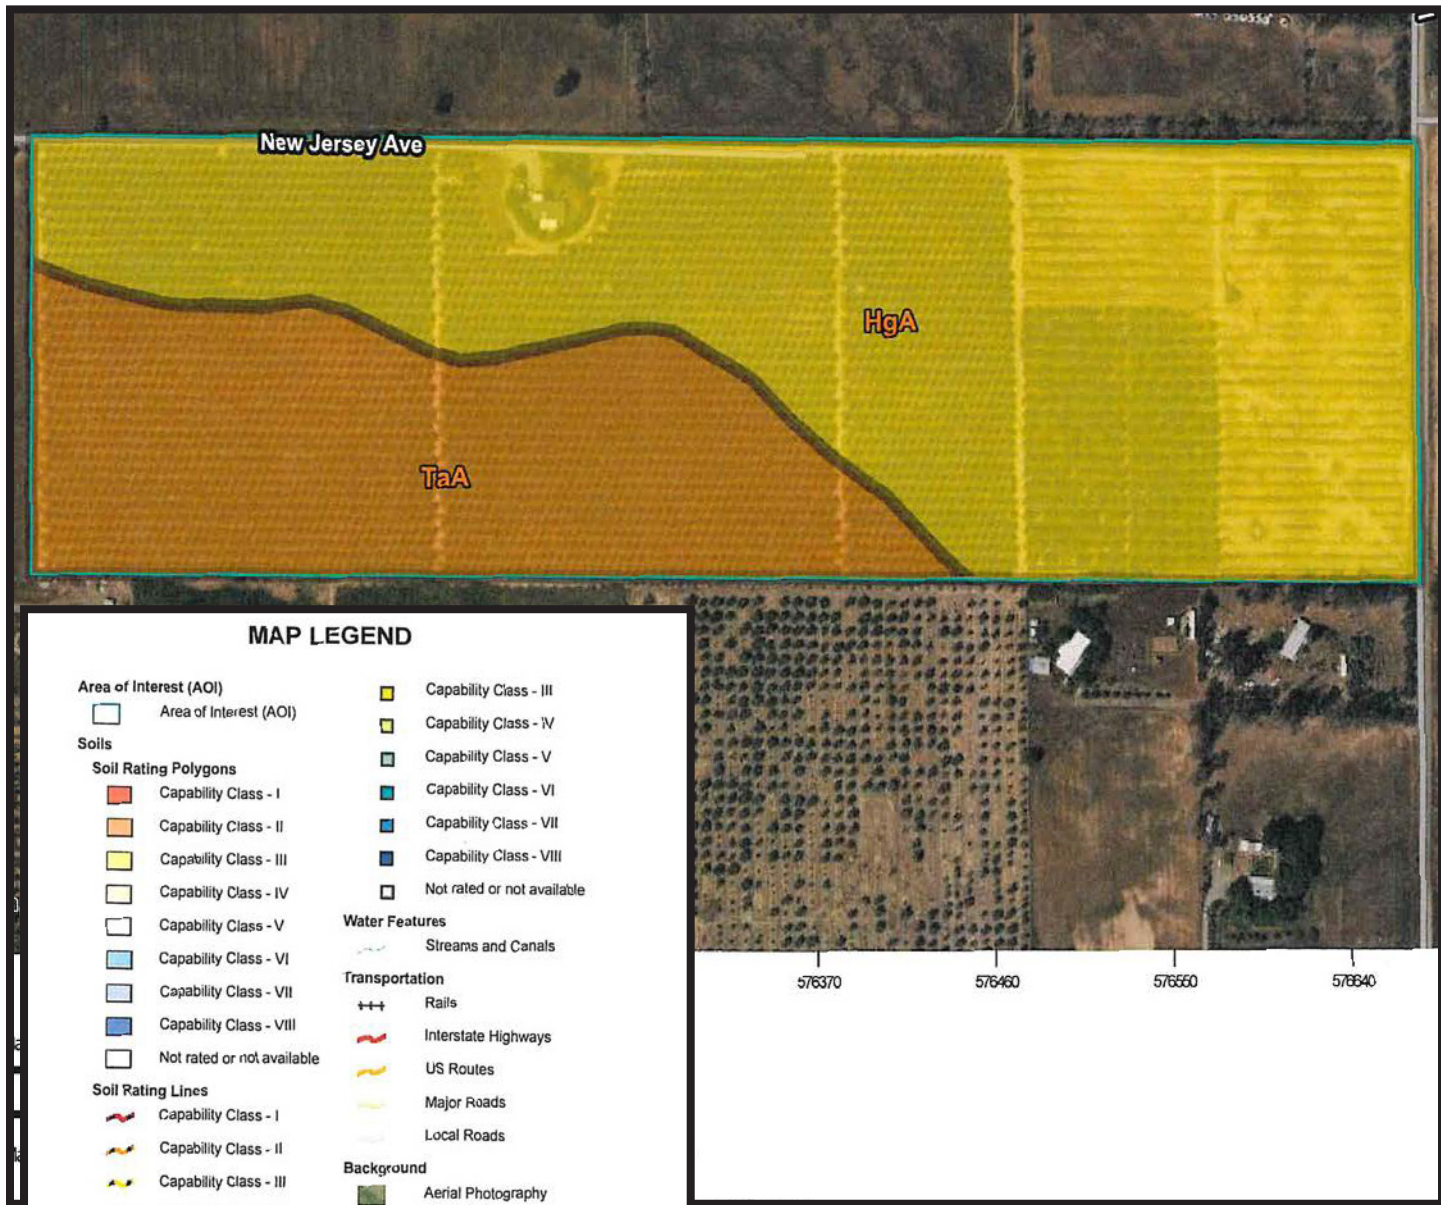 New Jersey Ave
HgA
TaA
MAP LEGEND
Area of Interest (AOI)
Area of Interest (AOI)
Soils
Soil Rating Polygons
Capability Class - I
Capability Class - II
Capability Class - III
Capability Class - IV
Capability Class - V
Capability Class - VI
Capability Class - VII
Capability Class - VIII
Not rated or not available
Soil Rating Lines
Capability Class - I
Capability Class - II
Capability Class - III
Capability Class - III
Capability Class - IV
Capability Class - V
Capability Class - VI
Capability Class - VII
Capability Class - VIII
Not rated or not available
Water Features
Streams and Canals
Transportation
Rails
Interstate Highways
US Routes
Major Roads
Local Roads
Background
Aerial Photography
576370 576460 576550 576640